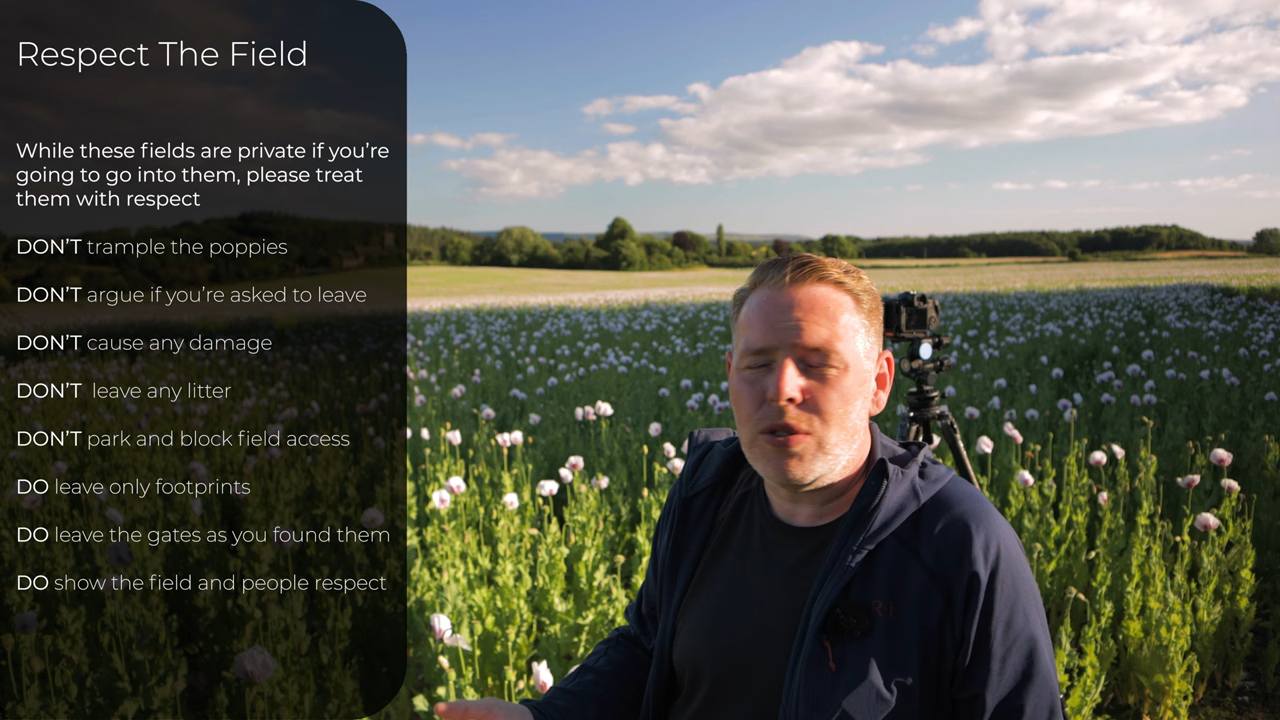 Respect The Field
While these fields are private if you're
going to go into them, please treat
them with respect
DON'T trample the poppies
DON'T argue if you're asked to leave
DON'T cause any damage
DON'T leave any litter
DON'T park and block field access
DO leave only footprints
DO leave the gates as you found them
DO show the field and people respect